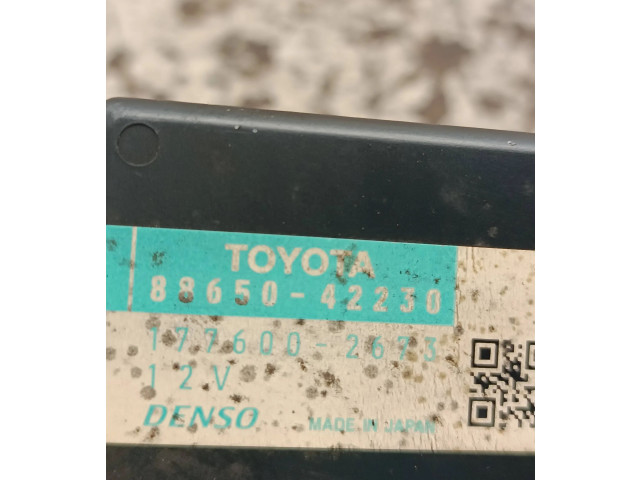 TOYOTA
88650-42230
177600-2673
12V
DENSO MADE IN JAPAN